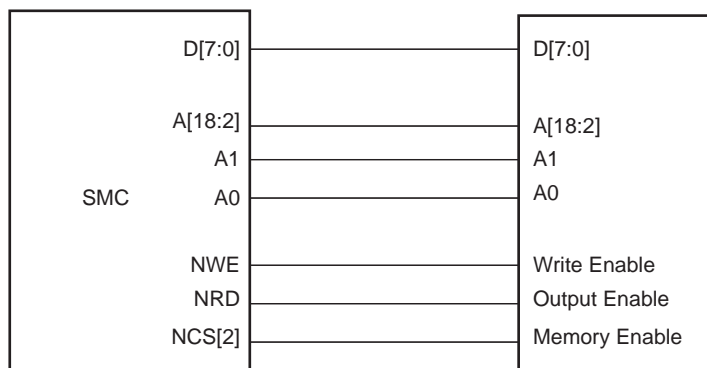 D[7:0] D[7:0]
A[18:2] A[18:2]
A1 A1
SMC A0 A0
NWE Write Enable
NRD Output Enable
NCS[2] Memory Enable